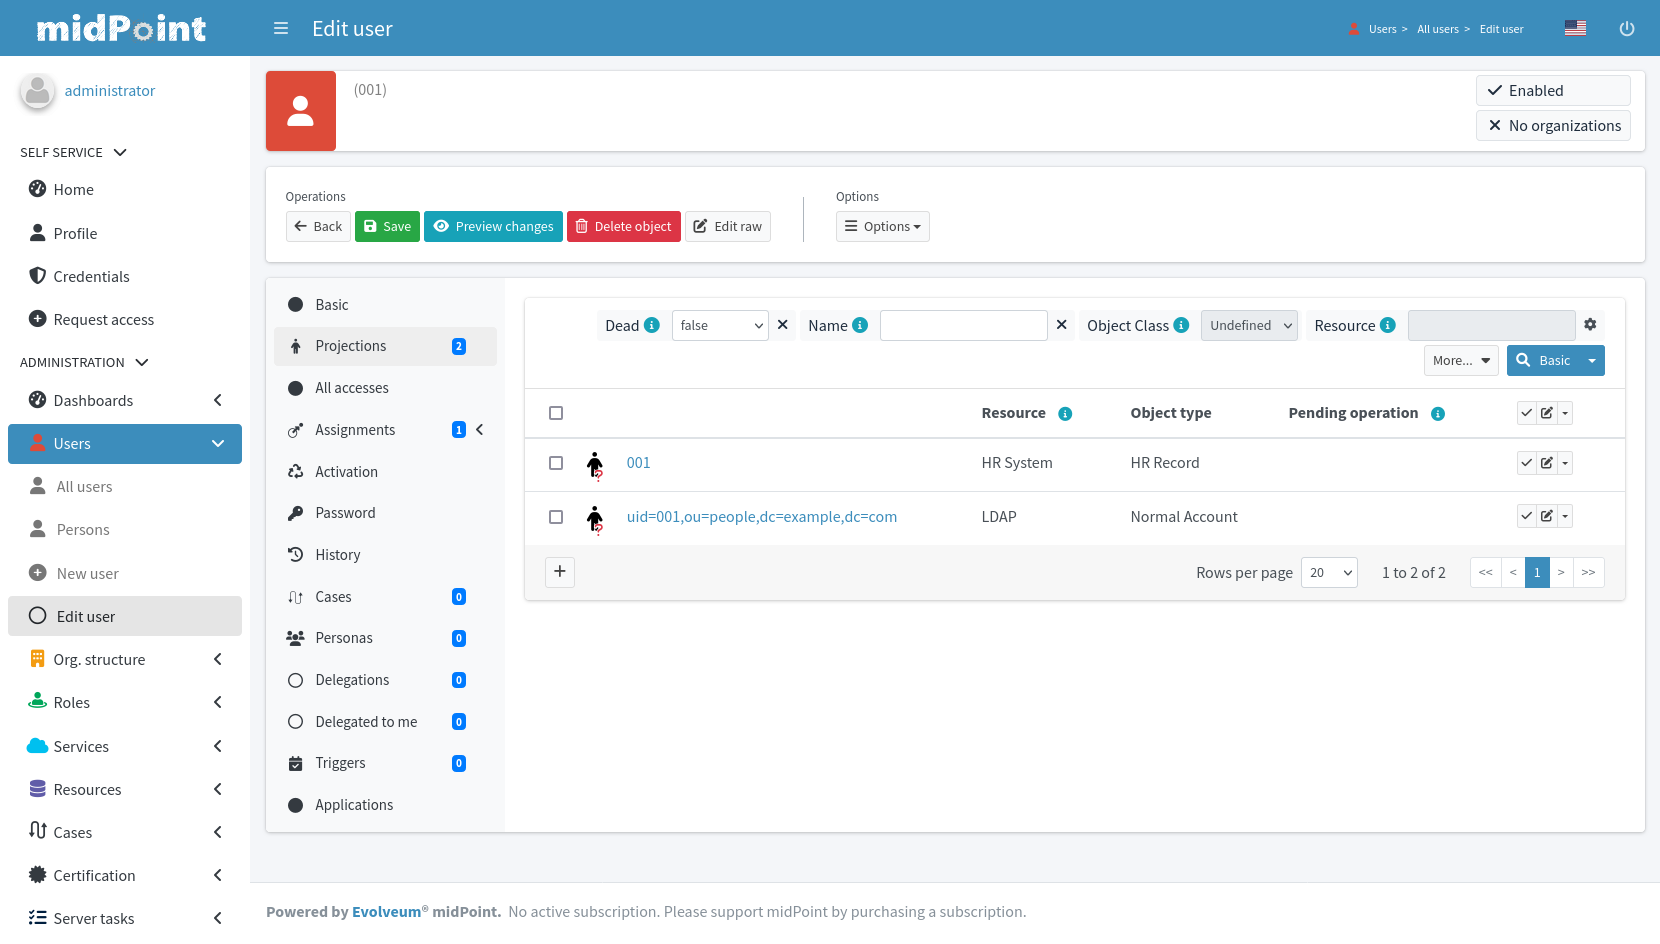 midPoint
Edit user
Users > All users > Edit user
administrator
SELF SERVICE
Home
Profile
Credentials
Request access
ADMINISTRATION
Dashboards
Users
All users
Persons
New user
Edit user
Org. structure
Roles
Services
Resources
Cases
Certification
Server tasks
(001)
Enabled
No organizations
Operations
Back
Save
Preview changes
Delete object
Edit raw
Options
Options
Basic
Projections 2
All accesses
Assignments 1
Activation
Password
History
Cases 0
Personas 0
Delegations 0
Delegated to me 0
Triggers 0
Applications
Dead false Name Object Class Undefined Resource
More... Basic
Resource Object type Pending operation
001 HR System HR Record
uid=001,ou=people,dc=example,dc=com LDAP Normal Account
Rows per page 20 1 to 2 of 2 << < 1 > >>
Powered by Evolveum® midPoint. No active subscription. Please support midPoint by purchasing a subscription.